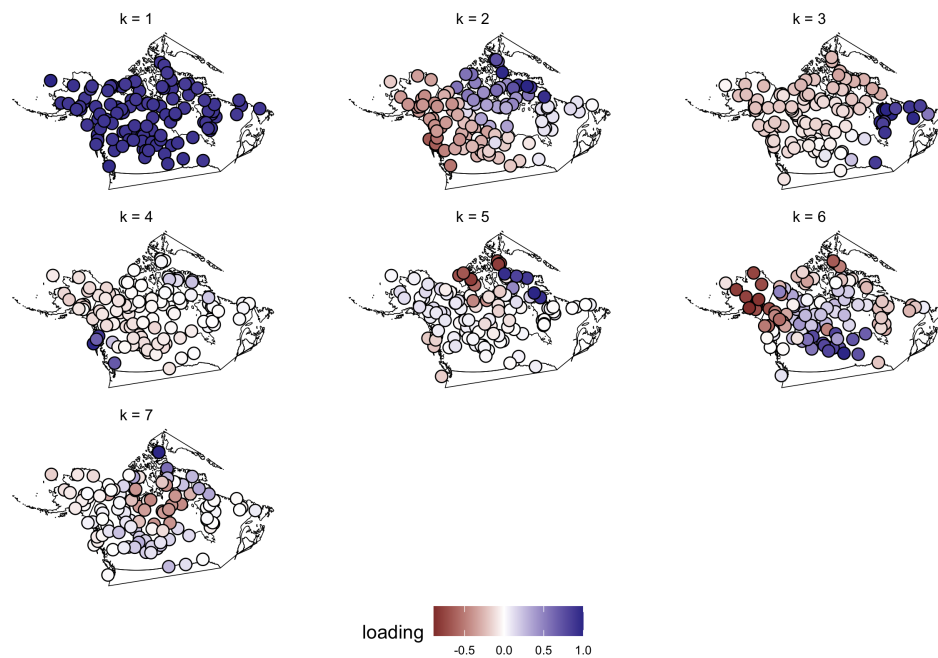 k = 1
k = 2
k = 3
k = 4
k = 5
k = 6
k = 7
loading
-0.5 0.0 0.5 1.0